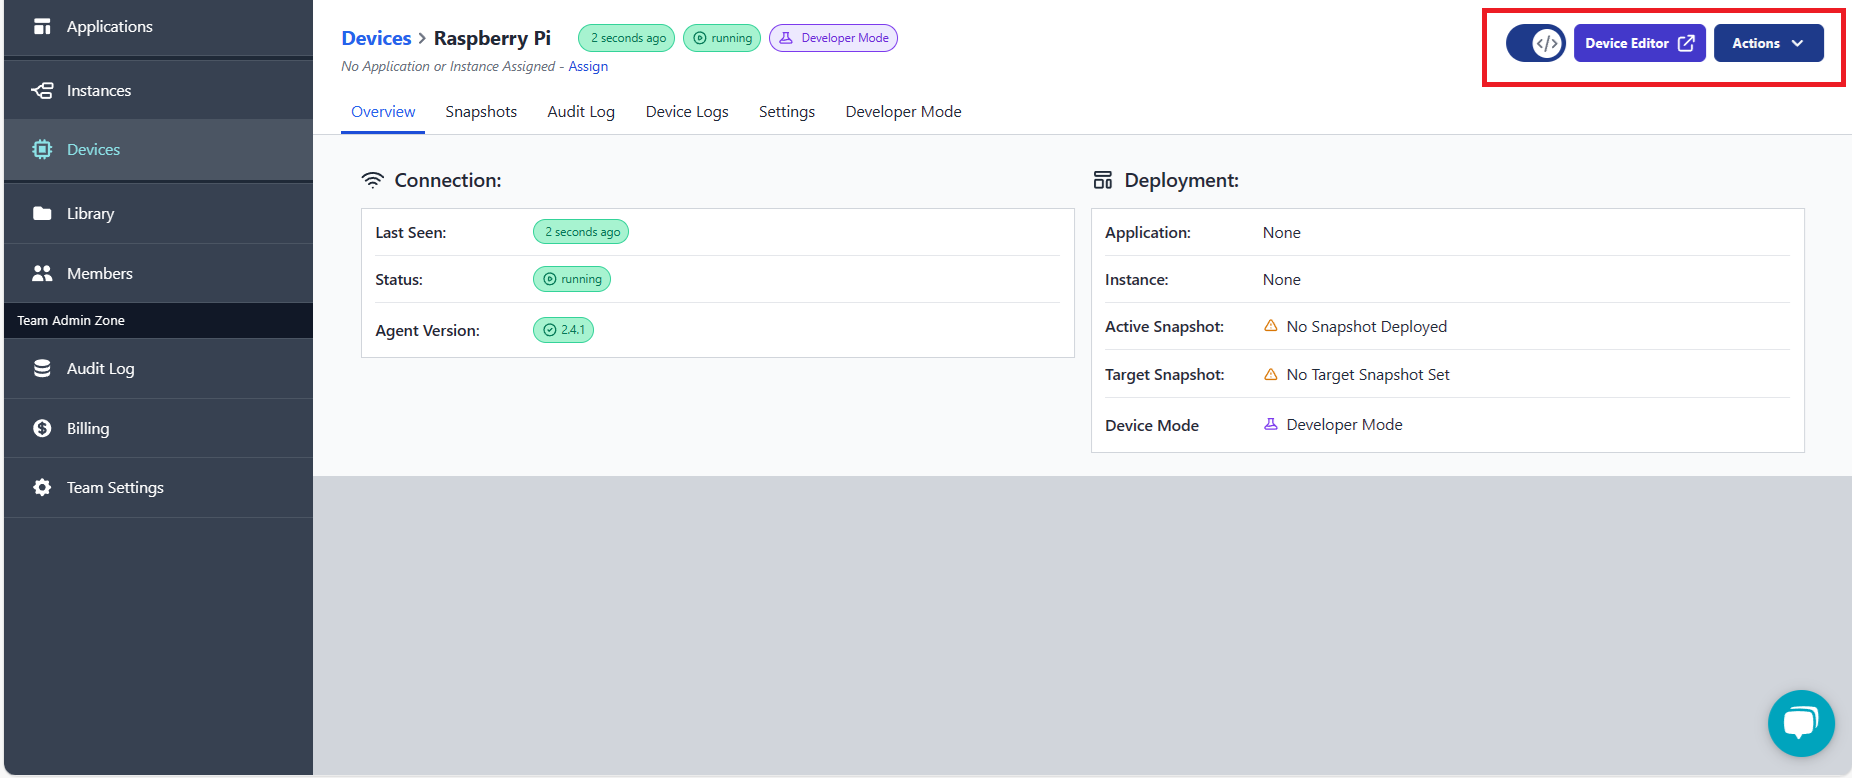 Applications
Instances
Devices
Library
Members
Team Admin Zone
Audit Log
Billing
Team Settings
Devices > Raspberry Pi 2 seconds ago running Developer Mode
No Application or Instance Assigned - Assign
</> Device Editor Actions
Overview Snapshots Audit Log Device Logs Settings Developer Mode
Connection:
Last Seen: 2 seconds ago
Status: running
Agent Version: 2.4.1
Deployment:
Application: None
Instance: None
Active Snapshot: No Snapshot Deployed
Target Snapshot: No Target Snapshot Set
Device Mode Developer Mode